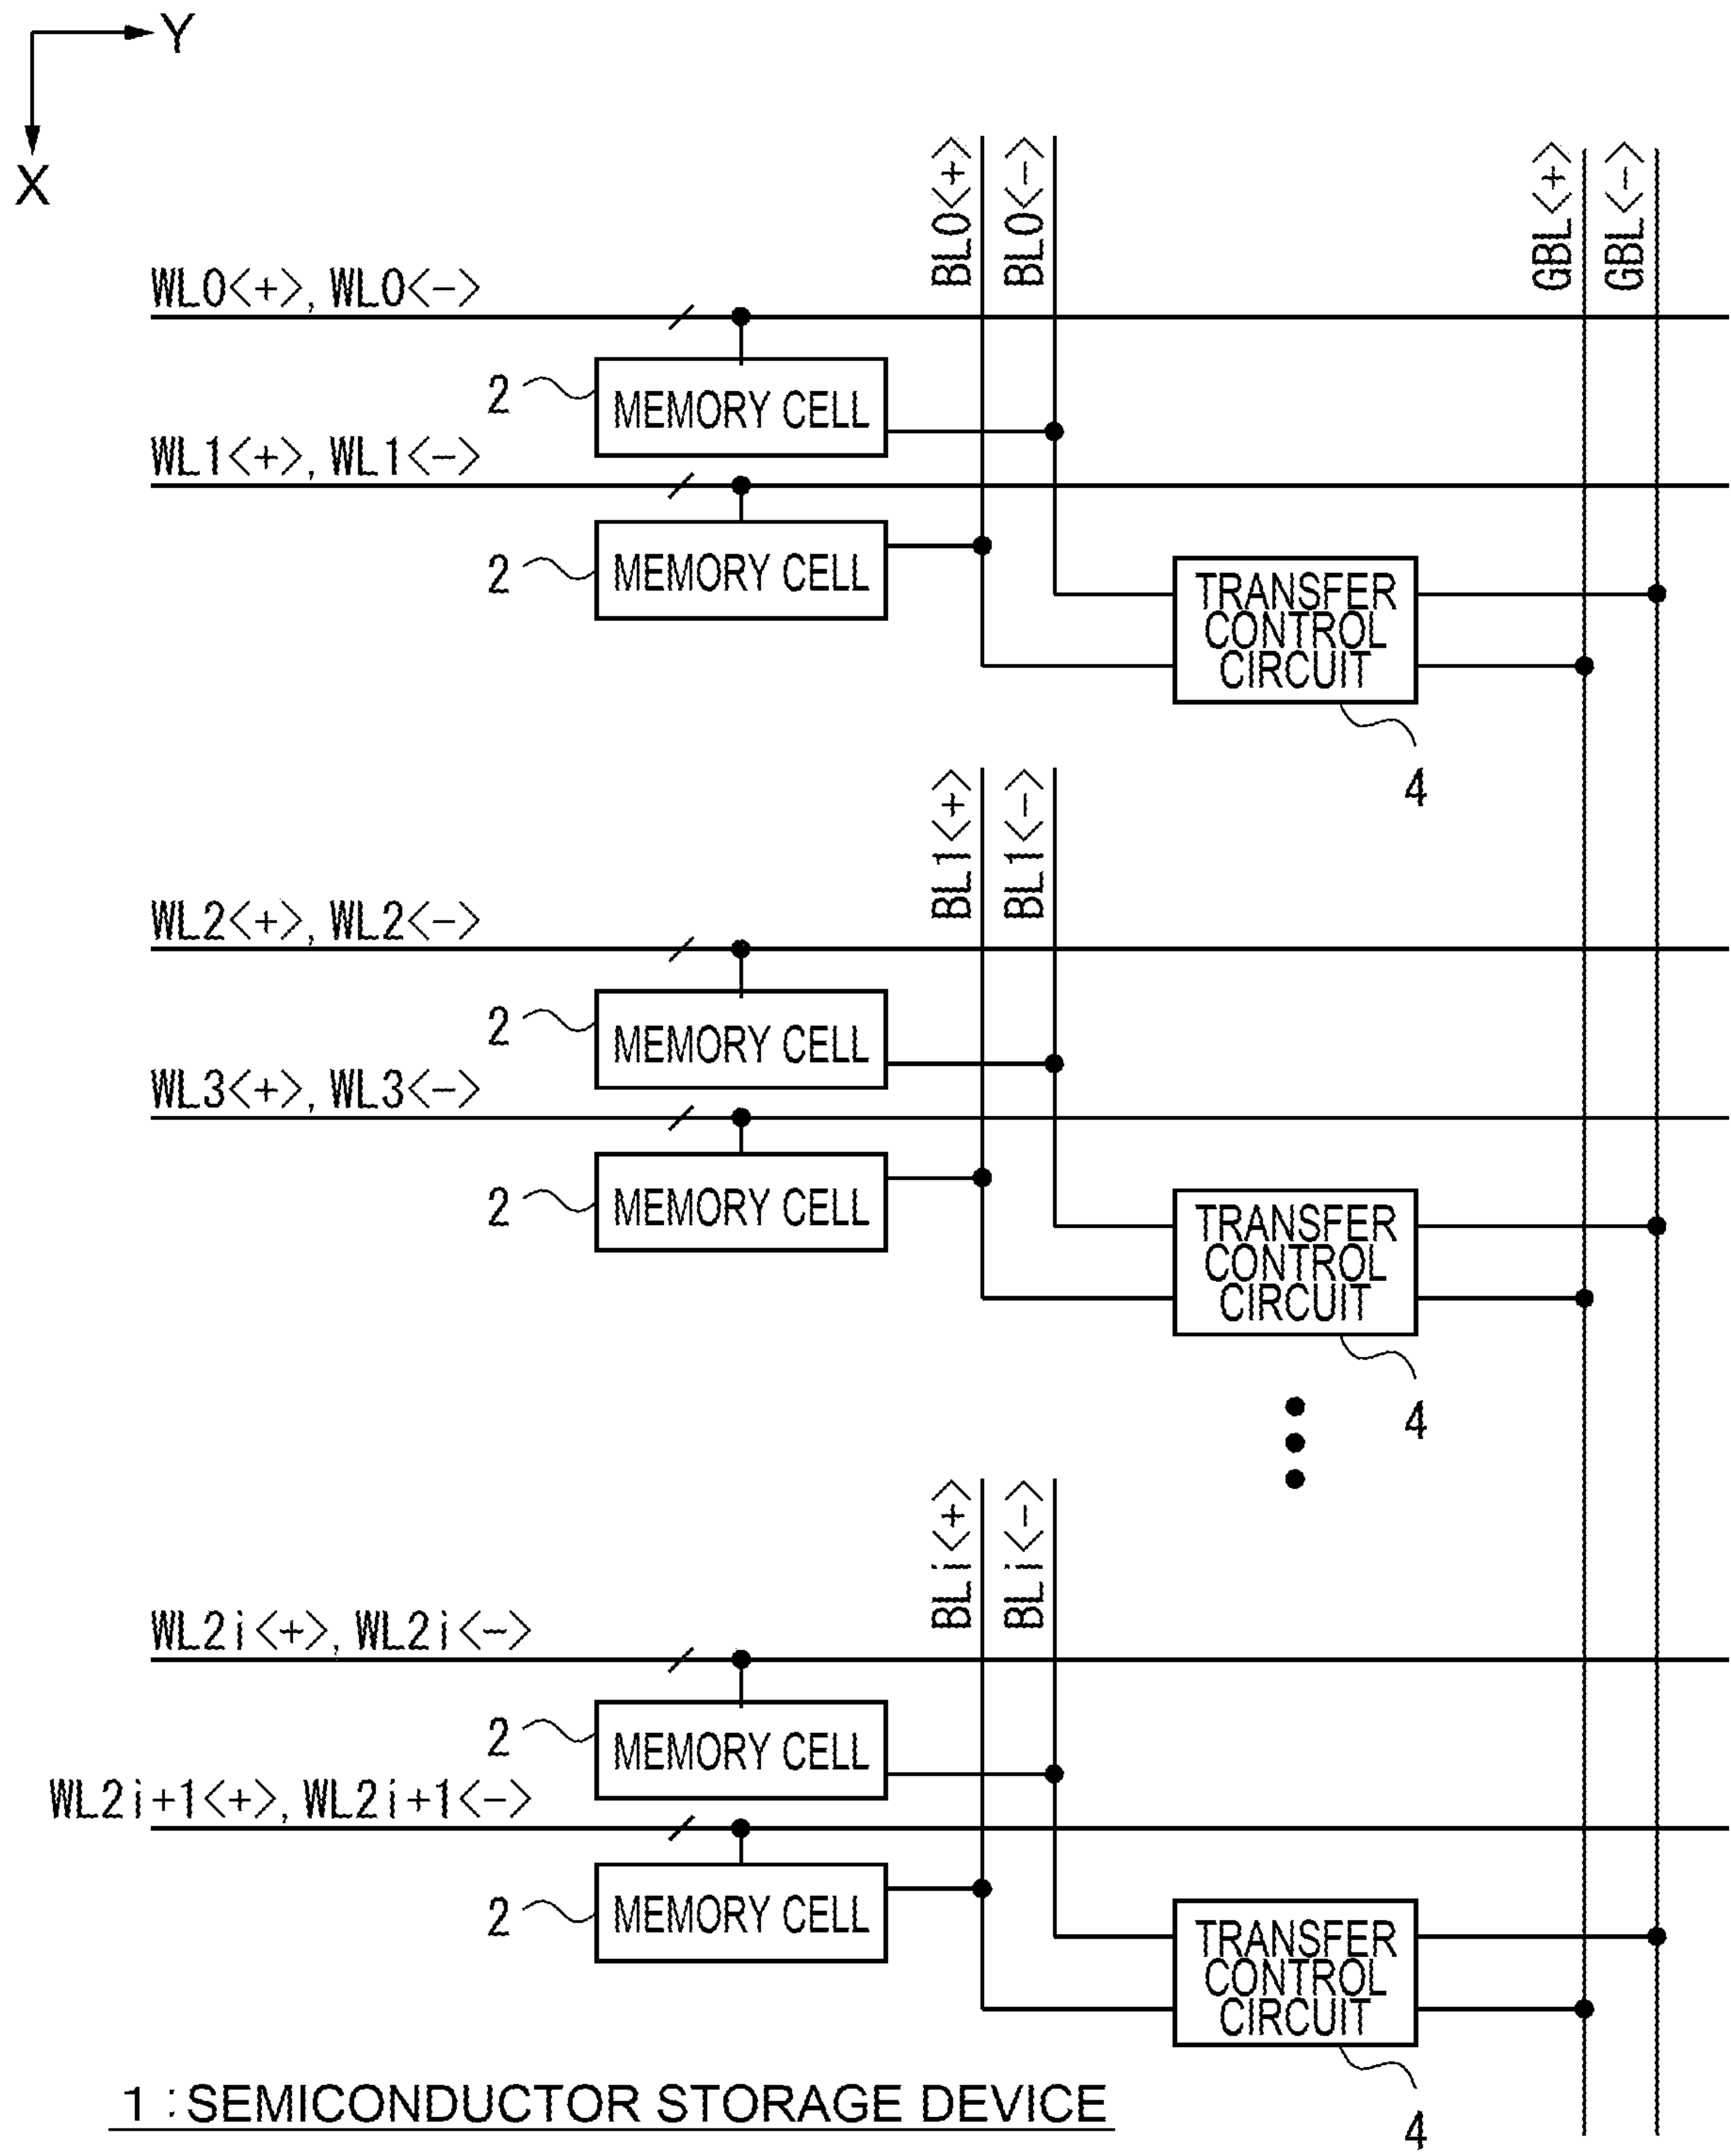 Y
X
BL0<+>
BL0<->
GBL<+>
GBL<->
WL0<+>, WL0<->
2
MEMORY CELL
WL1<+>, WL1<->
2
MEMORY CELL
TRANSFER
CONTROL
CIRCUIT
4
BL1<+>
BL1<->
WL2<+>, WL2<->
2
MEMORY CELL
WL3<+>, WL3<->
2
MEMORY CELL
TRANSFER
CONTROL
CIRCUIT
4
BLi<+>
BLi<->
WL2i<+>, WL2i<->
2
MEMORY CELL
WL2i+1<+>, WL2i+1<->
2
MEMORY CELL
TRANSFER
CONTROL
CIRCUIT
4
1 : SEMICONDUCTOR STORAGE DEVICE